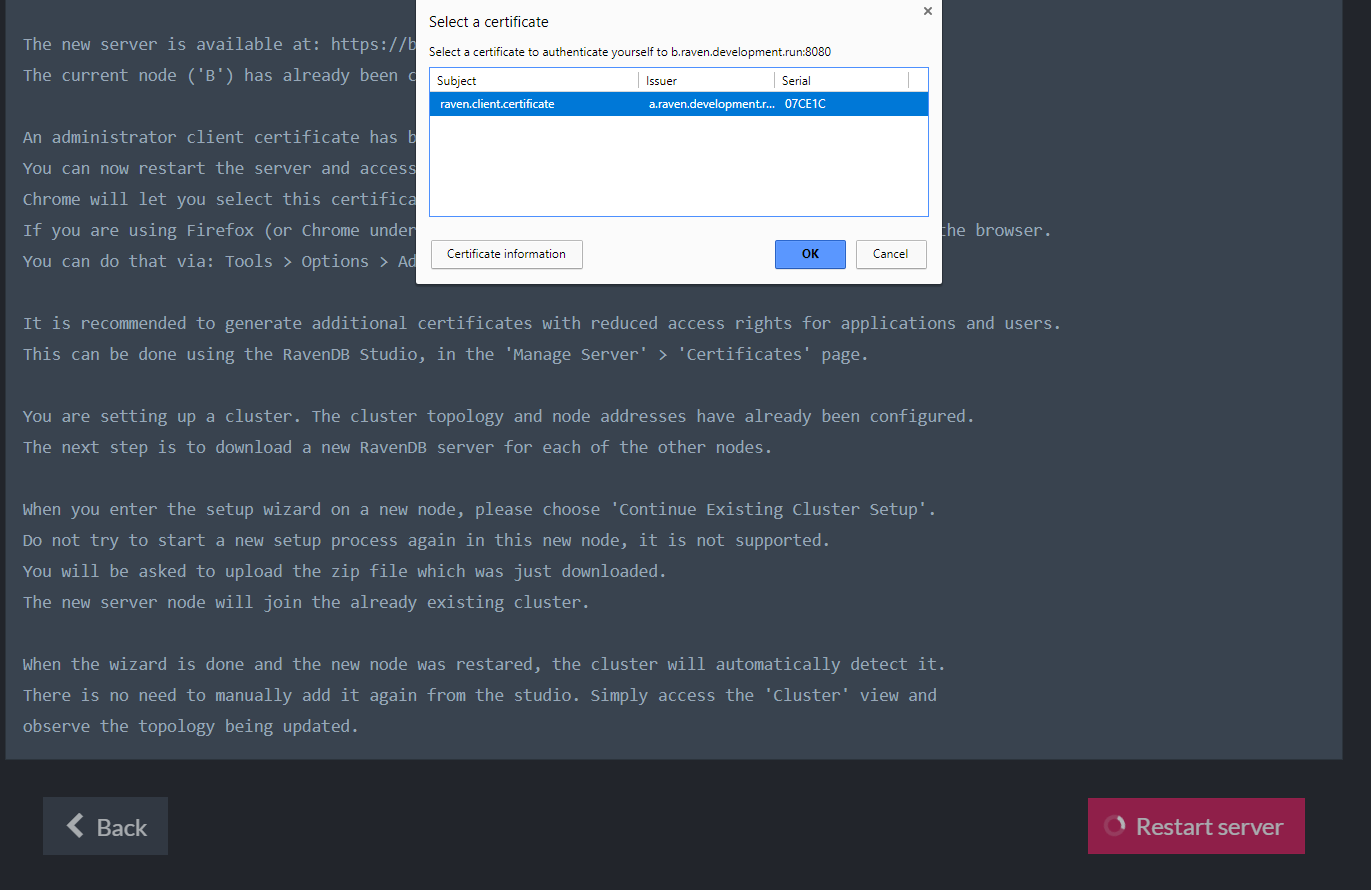 Select a certificate
Select a certificate to authenticate yourself to b.raven.development.run:8080
Subject Issuer Serial
raven.client.certificate a.raven.development.r... 07CE1C
Certificate information OK Cancel
The new server is available at: https://b
The current node ('B') has already been c
An administrator client certificate has b
You can now restart the server and access
Chrome will let you select this certifica
If you are using Firefox (or Chrome under the browser.
You can do that via: Tools > Options > Ad
It is recommended to generate additional certificates with reduced access rights for applications and users.
This can be done using the RavenDB Studio, in the 'Manage Server' > 'Certificates' page.
You are setting up a cluster. The cluster topology and node addresses have already been configured.
The next step is to download a new RavenDB server for each of the other nodes.
When you enter the setup wizard on a new node, please choose 'Continue Existing Cluster Setup'.
Do not try to start a new setup process again in this new node, it is not supported.
You will be asked to upload the zip file which was just downloaded.
The new server node will join the already existing cluster.
When the wizard is done and the new node was restared, the cluster will automatically detect it.
There is no need to manually add it again from the studio. Simply access the 'Cluster' view and
observe the topology being updated.
Back
Restart server